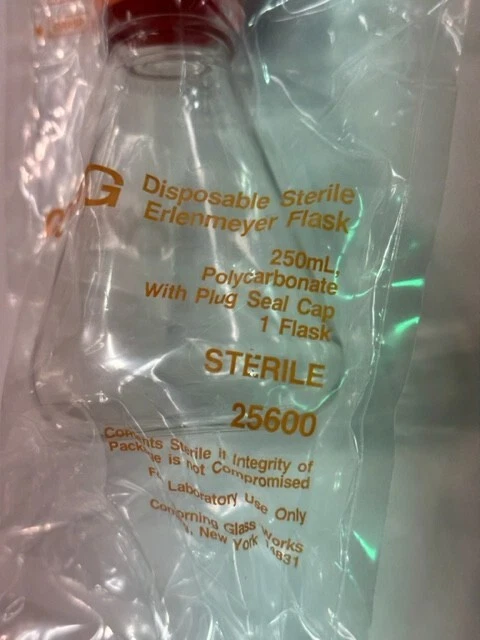 G Disposable Sterile
Erlenmeyer Flask
250mL,
Polycarbonate
With Plug Seal Cap
1 Flask
STERILE
25600
Sterile if Integrity of
is not Compromised
Laboratory Use Only
Glass Works
New York